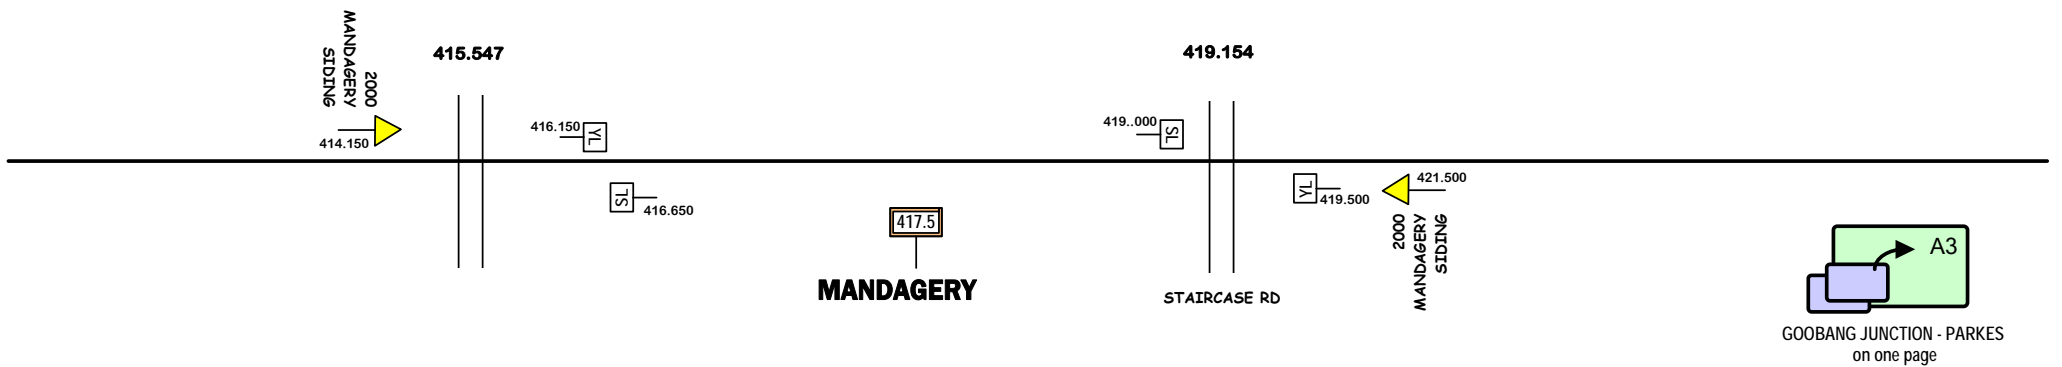 MANDAGERY
SIDING
2000
414.150
415.547
416.150
YL
SL
416.650
417.5
MANDAGERY
419..000
SL
419.154
STAIRCASE RD
YL
419.500
421.500
2000
MANDAGERY
SIDING
A3
GOOBANG JUNCTION - PARKES
on one page